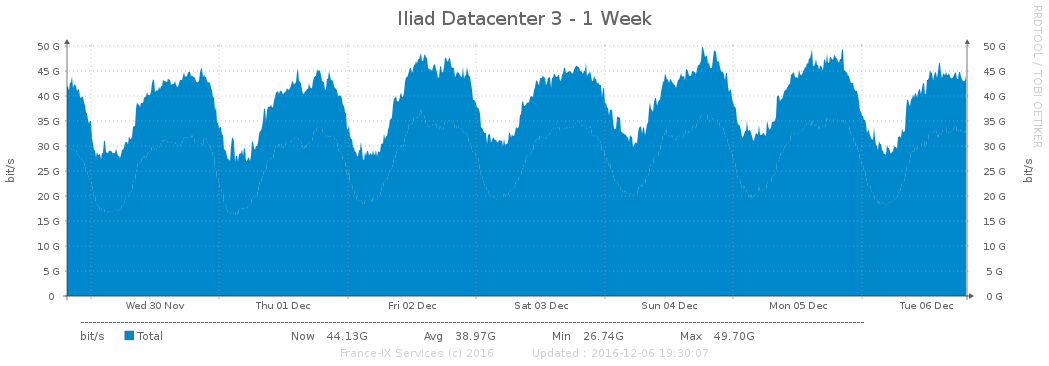 Iliad Datacenter 3 - 1 Week
RRDTOOL / TOBI OETIKER
50 G 50 G
45 G 45 G
40 G 40 G
35 G 35 G
30 G 30 G
25 G 25 G
20 G 20 G
15 G 15 G
10 G 10 G
5 G 5 G
0 0 G
bit/s bit/s
Wed 30 Nov Thu 01 Dec Fri 02 Dec Sat 03 Dec Sun 04 Dec Mon 05 Dec Tue 06 Dec
bit/s Total Now 44.13G Avg 38.97G Min 26.74G Max 49.70G
France-IX Services (c) 2016 Updated : 2016-12-06 19:30:07